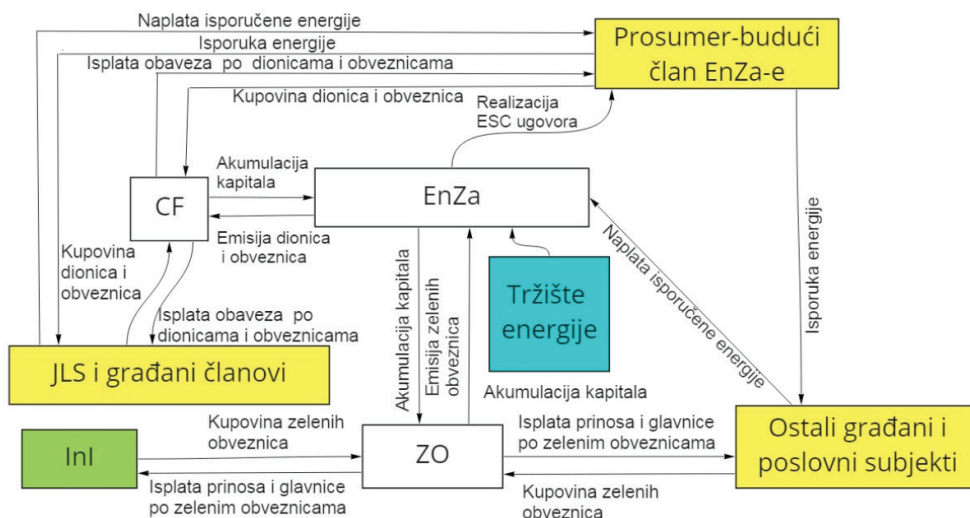 Naplata isporučene energije
Isporuka energije
Isplata obaveza po dionicama i obveznicama
Kupovina dionica i obveznica
Prosumer-budući
član EnZa-e
Realizacija
ESC ugovora
Akumulacija
kapitala
CF
EnZa
Emisija dionica
i obveznica
Kupovina
dionica i
obveznica
Isplata obaveza po
dionicama i obveznicama
Akumulacija kapitala
Emisija zelenih
obveznica
Tržište
energije
Naplata isporučene energije
Isporuka energije
JLS i građani članovi
Akumulacija kapitala
InI
Kupovina zelenih
obveznica
Isplata prinosa i glavnice
po zelenim obveznicama
ZO
Isplata prinosa i glavnice
po zelenim obveznicama
Kupovina zelenih
obveznica
Ostali građani i
poslovni subjekti